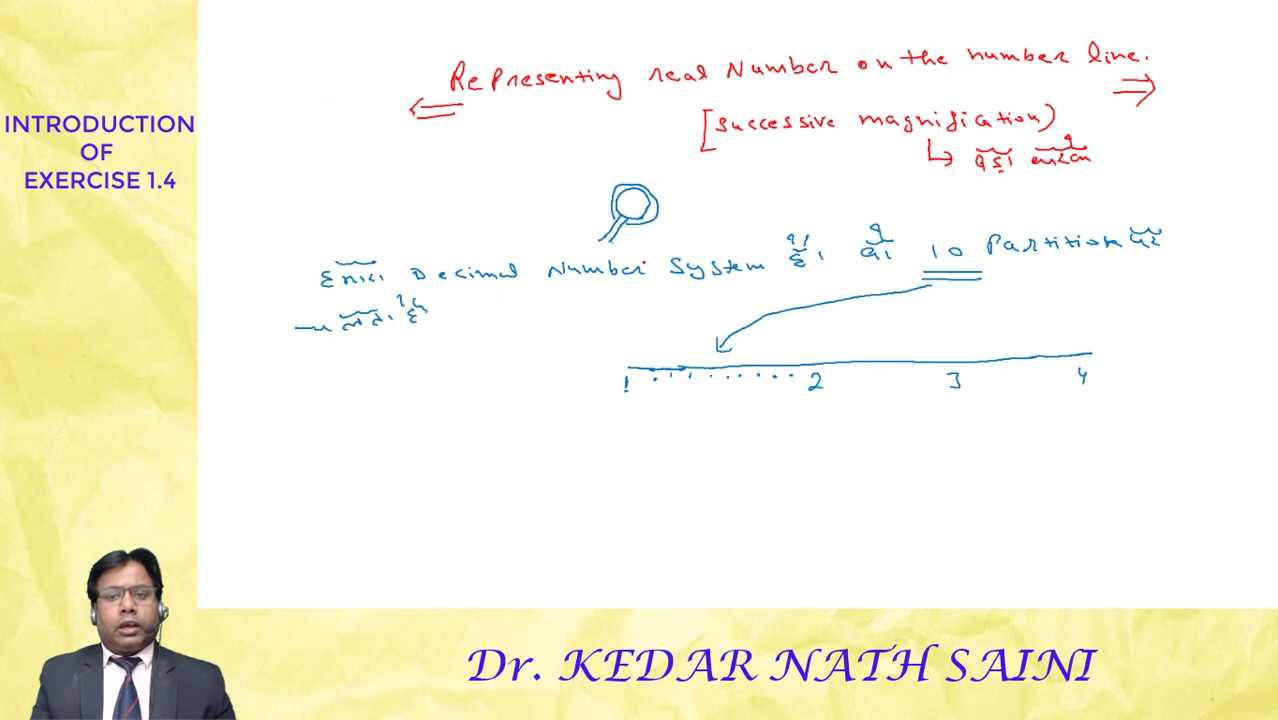 INTRODUCTION
OF
EXERCISE 1.4
Representing real Number on the number line.
[successive magnification)
Decimal Number System 10 Partition
1 2 3 4
Dr. KEDAR NATH SAINI